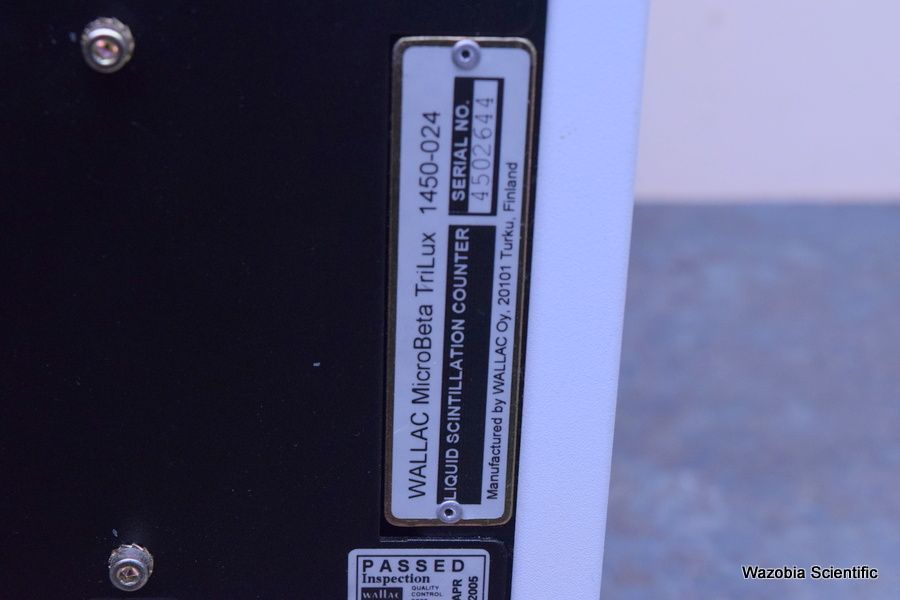 WALLAC MicroBeta TriLux 1450-024
LIQUID SCINTILLATION COUNTER
SERIAL NO.
4502644
Manufactured by WALLAC Oy, 20101 Turku, Finland
PASSED
Inspection
WALLAC
QUALITY
CONTROL
APR
2005
Wazobia Scientific